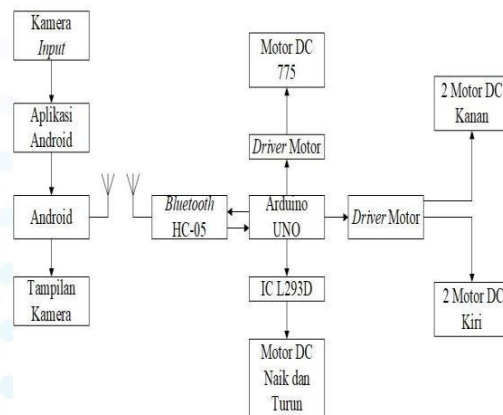 Kamera
Input
Aplikasi
Android
Android
Tampilan
Kamera
Bluetooth
HC-05
Motor DC
775
Driver Motor
Arduino
UNO
IC L293D
Motor DC
Naik dan
Turun
Driver Motor
2 Motor DC
Kanan
2 Motor DC
Kiri